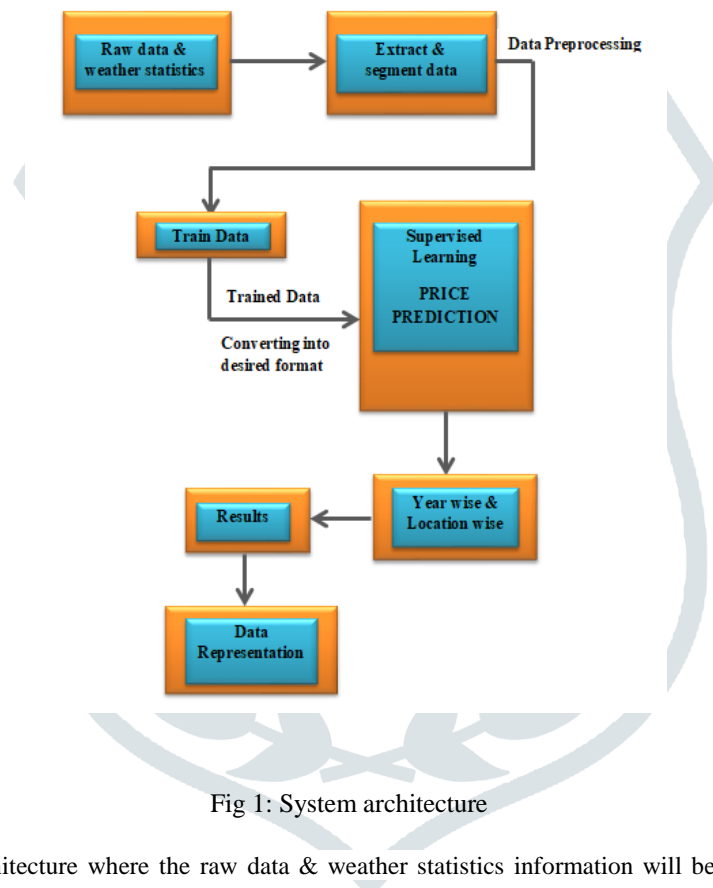 Raw data &
weather statistics
Extract &
segment data
Data Preprocessing
Train Data
Trained Data
Converting into
desired format
Supervised
Learning
PRICE
PREDICTION
Year wise &
Location wise
Results
Data
Representation
Fig 1: System architecture
hitecture where the raw data & weather statistics information will be